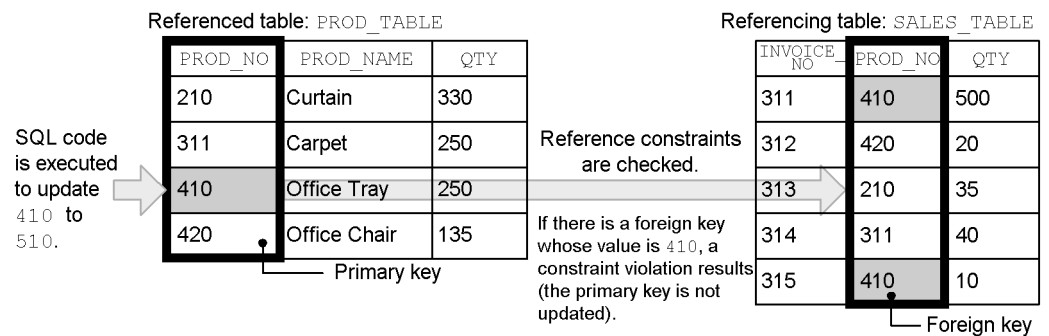 Referenced table: PROD_TABLE
Referencing table: SALES_TABLE
PROD_NO PROD_NAME QTY
210 Curtain 330
311 Carpet 250
410 Office Tray 250
420 Office Chair 135
SQL code
is executed
to update
410 to
510.
Primary key
Reference constraints
are checked.
If there is a foreign key
whose value is 410, a
constraint violation results
(the primary key is not
updated).
INVOICE_
NO PROD_NO QTY
311 410 500
312 420 20
313 210 35
314 311 40
315 410 10
Foreign key